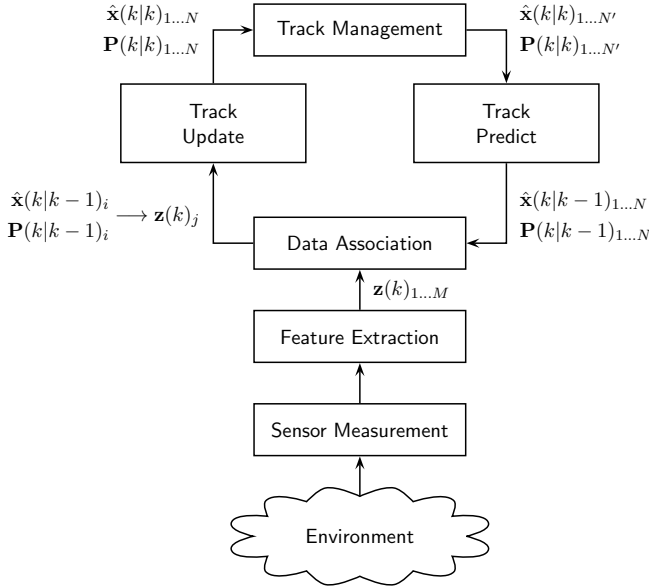 x̂(k|k)₁...N
P(k|k)₁...N
Track Management
x̂(k|k)₁...N′
P(k|k)₁...N′
Track
Update
Track
Predict
x̂(k|k − 1)ᵢ
P(k|k − 1)ᵢ
⟶ z(k)ⱼ
x̂(k|k−1)₁...N
P(k|k−1)₁...N
Data Association
z(k)₁...M
Feature Extraction
Sensor Measurement
Environment